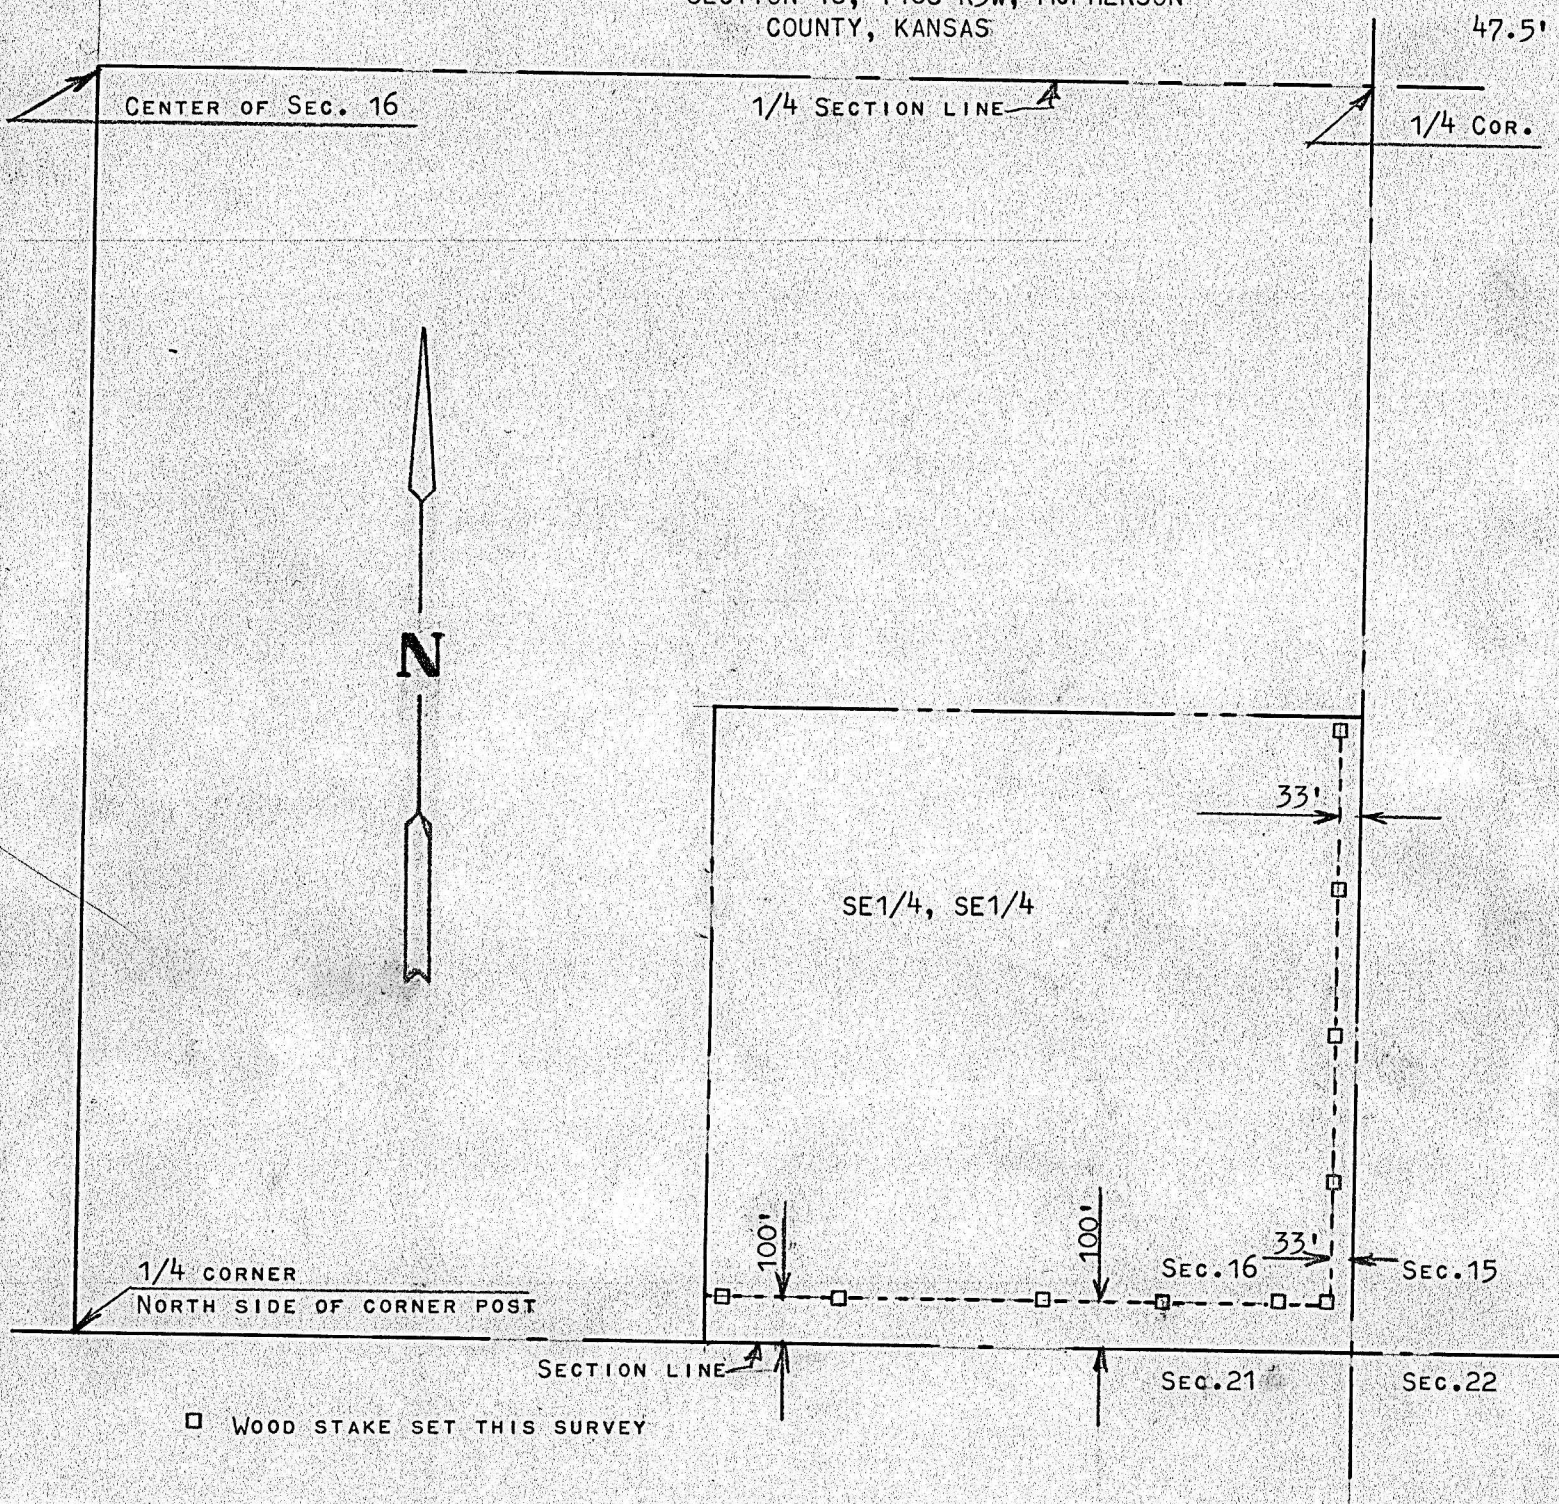 COUNTY, KANSAS
47.5'
CENTER OF SEC. 16
1/4 SECTION LINE
1/4 COR.
N
33'
SE1/4, SE1/4
100'
100'
33'
SEC.16
SEC.15
1/4 CORNER
NORTH SIDE OF CORNER POST
SECTION LINE
SEC.21
SEC.22
WOOD STAKE SET THIS SURVEY